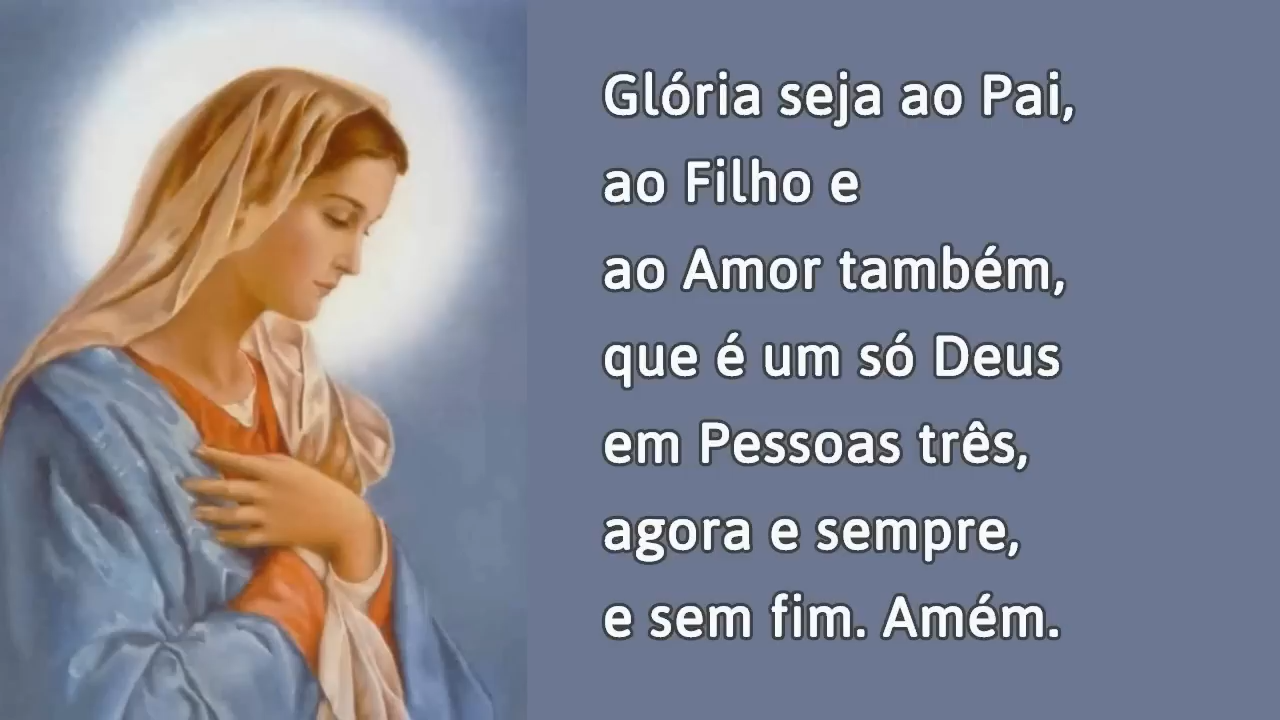 Glória seja ao Pai,
ao Filho e
ao Amor também,
que é um só Deus
em Pessoas três,
agora e sempre,
e sem fim. Amém.